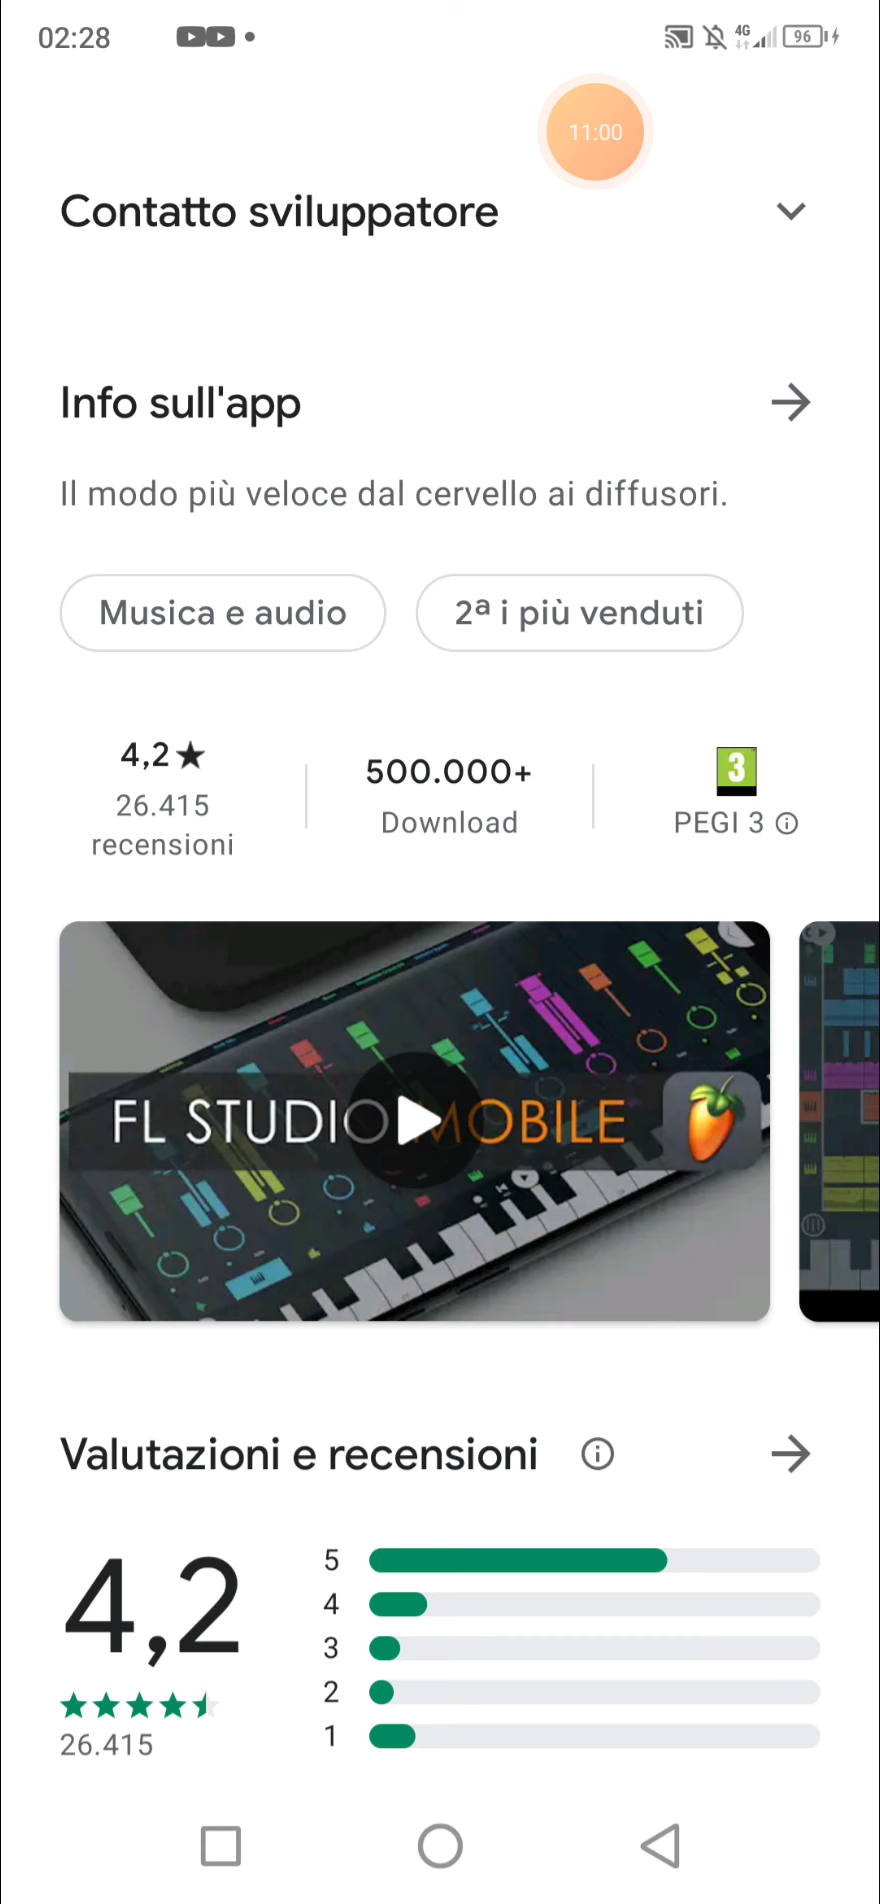 02:28
4G
96
11:00
Contatto sviluppatore
Info sull'app
Il modo più veloce dal cervello ai diffusori.
Musica e audio
2ª i più venduti
4,2★
26.415
recensioni
500.000+
Download
3
PEGI 3
FL STUDIO MOBILE
Valutazioni e recensioni
4,2
26.415
5
4
3
2
1